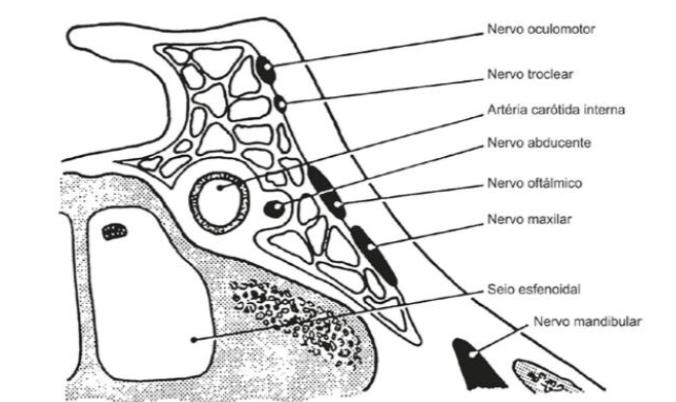 Nervo oculomotor
Nervo troclear
Artéria carótida interna
Nervo abducente
Nervo oftálmico
Nervo maxilar
Seio esfenoidal
Nervo mandibular